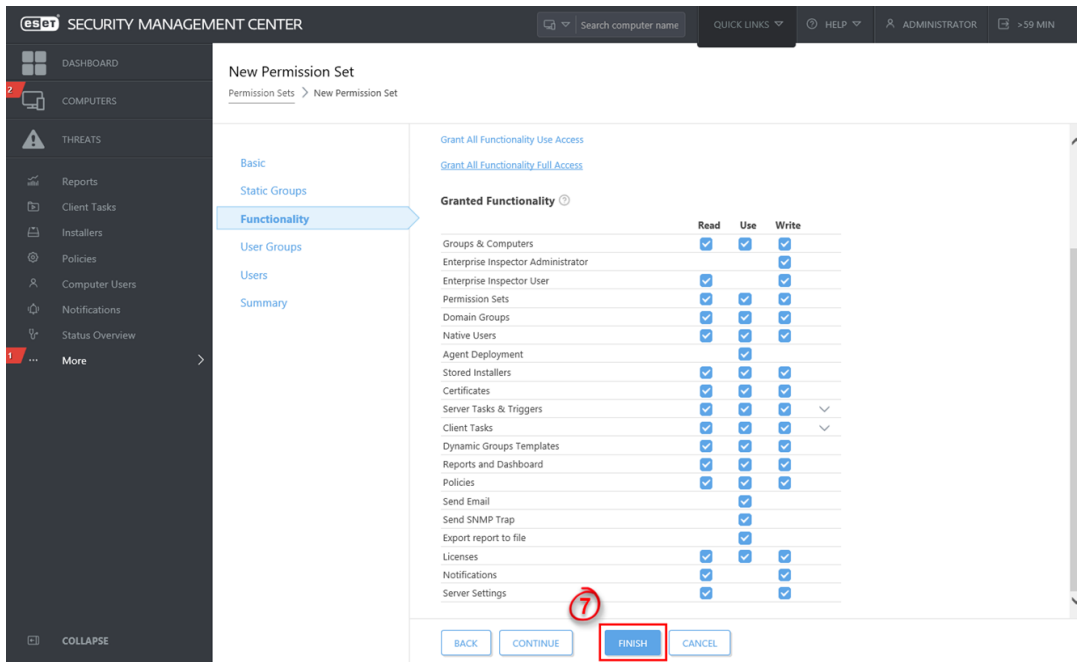 eset SECURITY MANAGEMENT CENTER
Search computer name
QUICK LINKS
HELP
ADMINISTRATOR
>59 MIN
DASHBOARD
2
COMPUTERS
THREATS
Reports
Client Tasks
Installers
Policies
Computer Users
Notifications
Status Overview
1
More
COLLAPSE
New Permission Set
Permission Sets > New Permission Set
Basic
Static Groups
Functionality
User Groups
Users
Summary
Grant All Functionality Use Access
Grant All Functionality Full Access
Granted Functionality ?
Read Use Write
Groups & Computers
Enterprise Inspector Administrator
Enterprise Inspector User
Permission Sets
Domain Groups
Native Users
Agent Deployment
Stored Installers
Certificates
Server Tasks & Triggers
Client Tasks
Dynamic Groups Templates
Reports and Dashboard
Policies
Send Email
Send SNMP Trap
Export report to file
Licenses
Notifications
Server Settings
7
BACK CONTINUE FINISH CANCEL